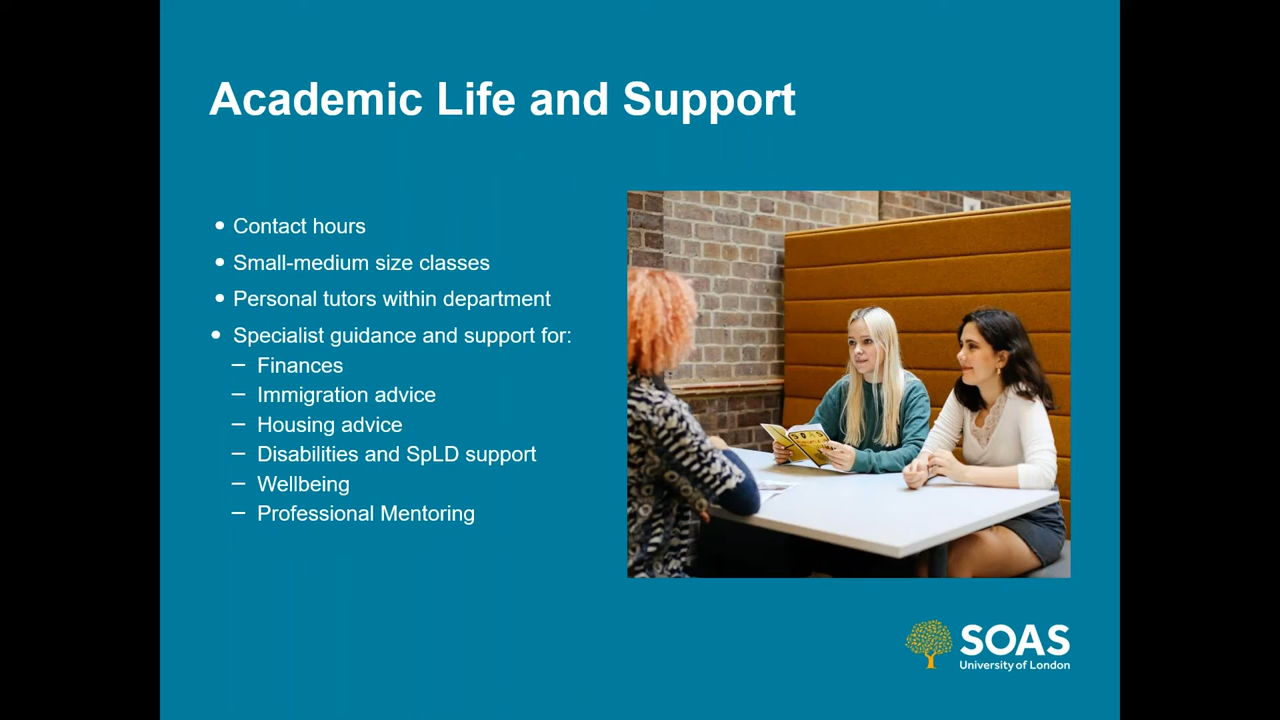 Academic Life and Support
• Contact hours
• Small-medium size classes
• Personal tutors within department
• Specialist guidance and support for:
– Finances
– Immigration advice
– Housing advice
– Disabilities and SpLD support
– Wellbeing
– Professional Mentoring
SOAS
University of London